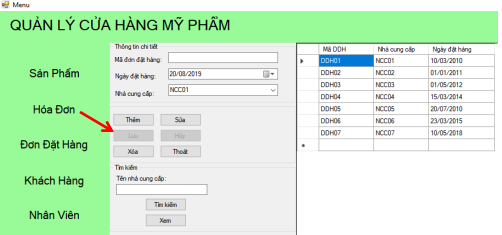 Menu
QUẢN LÝ CỬA HÀNG MỸ PHẨM
Sản Phẩm
Hóa Đơn
Đơn Đặt Hàng
Khách Hàng
Nhân Viên
Thông tin chi tiết
Mã đơn đặt hàng:
Ngày đặt hàng: 20/08/2019
Nhà cung cấp: NCC01
Thêm Sửa
Lưu Hủy
Xóa Thoát
Tìm kiếm
Tên nhà cung cấp:
Tìm kiếm
Xem
Mã DDH Nhà cung cấp Ngày đặt hàng
DDH01 NCC01 10/03/2010
DDH02 NCC02 01/01/2011
DDH03 NCC03 01/05/2012
DDH04 NCC04 15/03/2014
DDH05 NCC05 20/07/2010
DDH06 NCC06 23/03/2015
DDH07 NCC07 10/05/2018